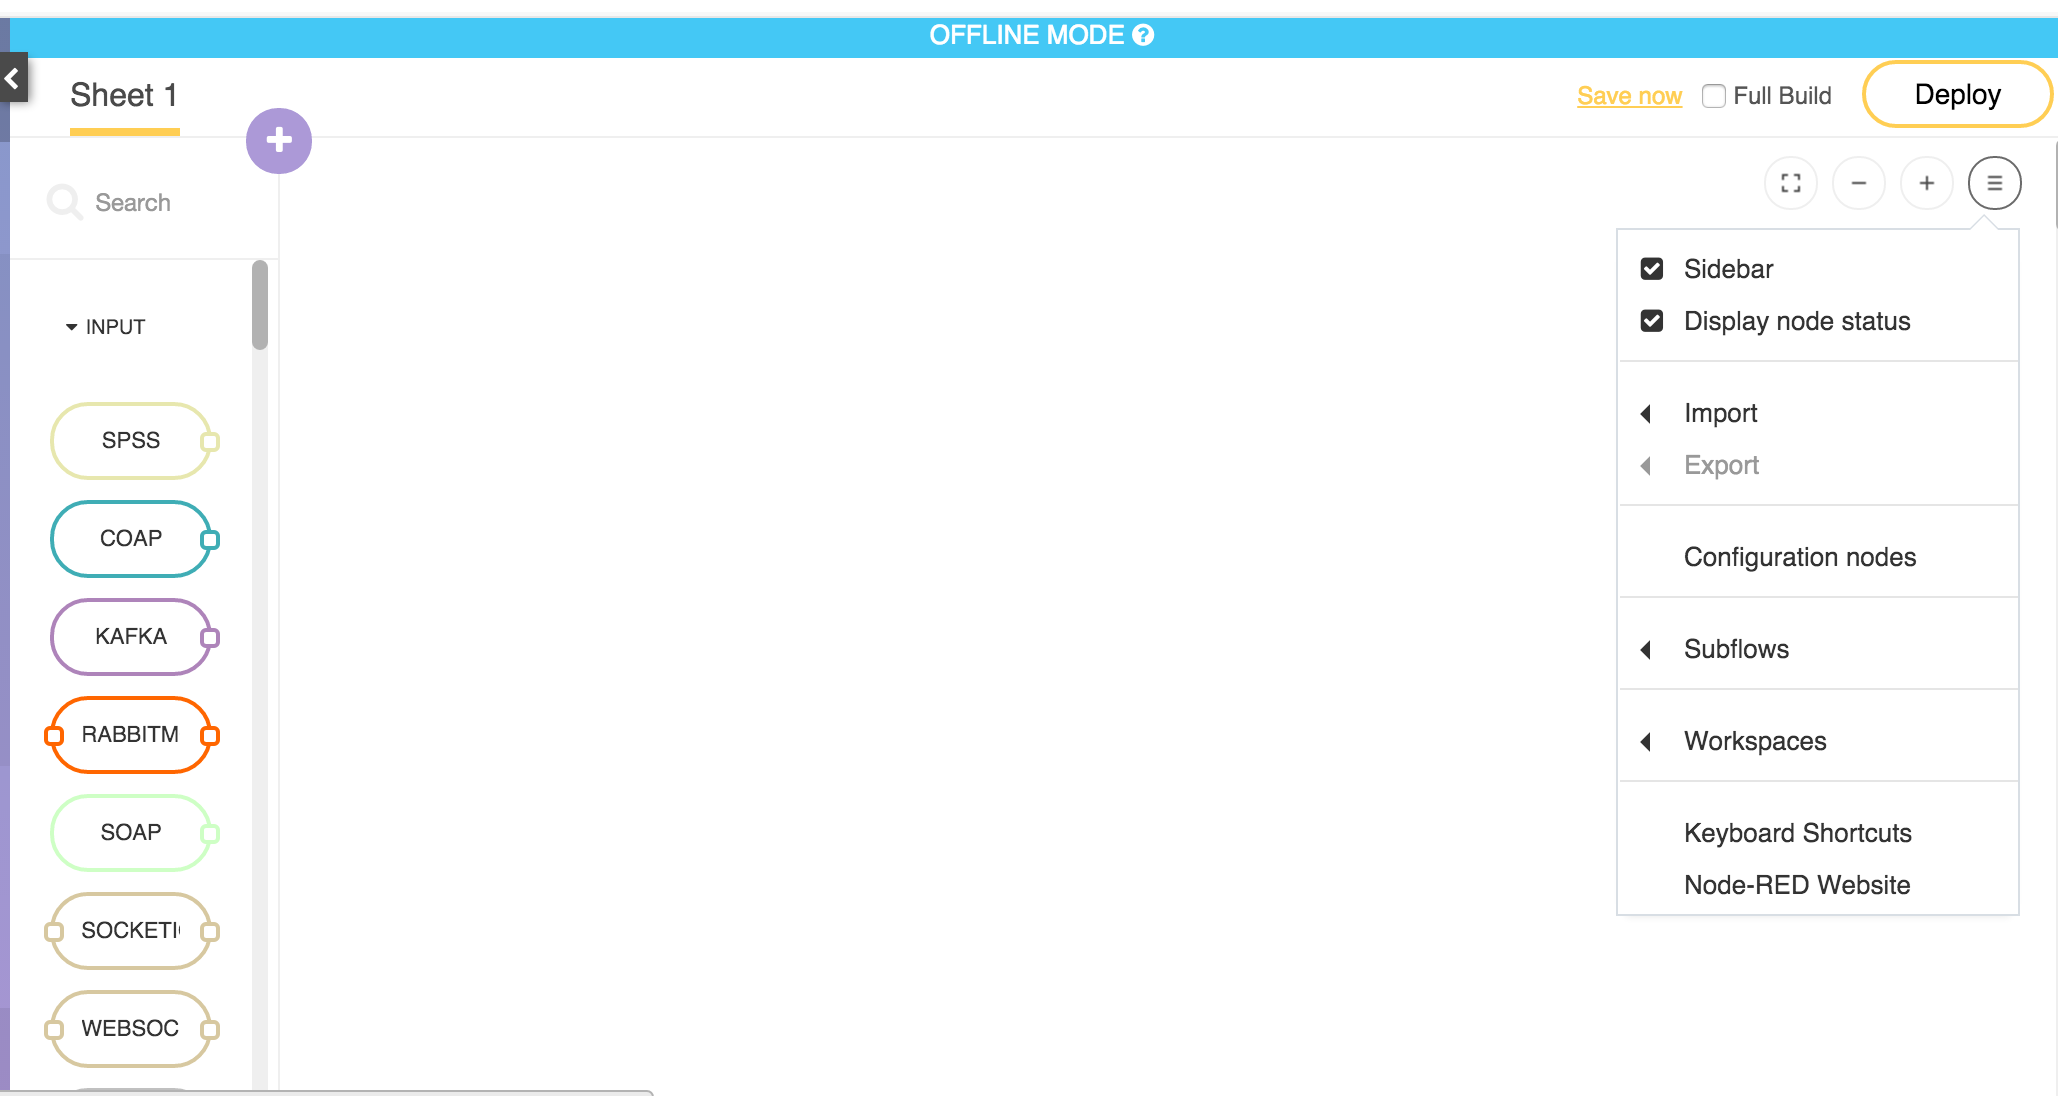 OFFLINE MODE ?
Sheet 1
Save now
Full Build
Deploy
Search
INPUT
SPSS
COAP
KAFKA
RABBITM
SOAP
SOCKETI
WEBSOC
Sidebar
Display node status
Import
Export
Configuration nodes
Subflows
Workspaces
Keyboard Shortcuts
Node-RED Website